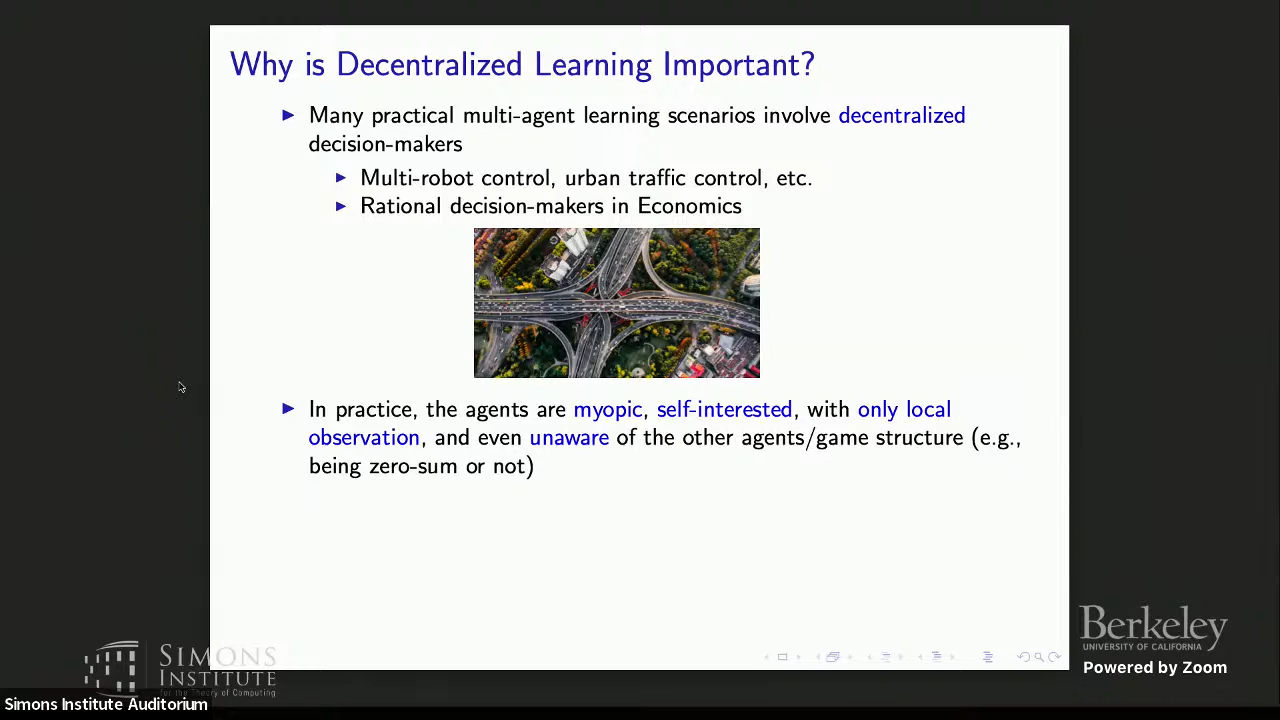 Why is Decentralized Learning Important?
Many practical multi-agent learning scenarios involve decentralized
decision-makers
Multi-robot control, urban traffic control, etc.
Rational decision-makers in Economics
In practice, the agents are myopic, self-interested, with only local
observation, and even unaware of the other agents/game structure (e.g.,
being zero-sum or not)
SIMONS
INSTITUTE
for the Theory of Computing
Simons Institute Auditorium
Berkeley
UNIVERSITY OF CALIFORNIA
Powered by Zoom